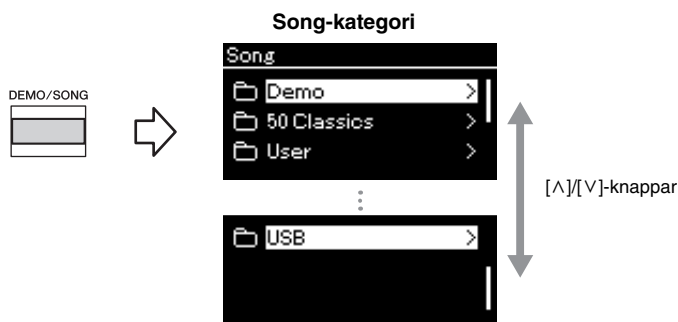 Song-kategori
DEMO/SONG
Song
Demo >
50 Classics >
User >
[∧]/[∨]-knappar
USB >